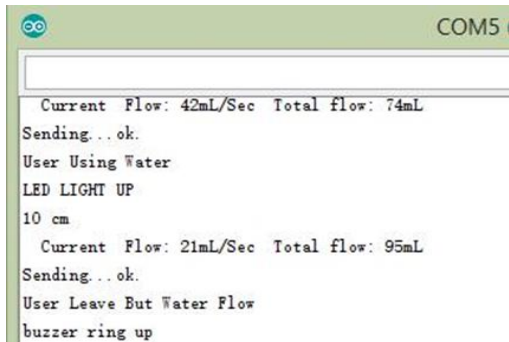 COM5
Current Flow: 42mL/Sec Total flow: 74mL
Sending...ok.
User Using Water
LED LIGHT UP
10 cm
Current Flow: 21mL/Sec Total flow: 95mL
Sending...ok.
User Leave But Water Flow
buzzer ring up